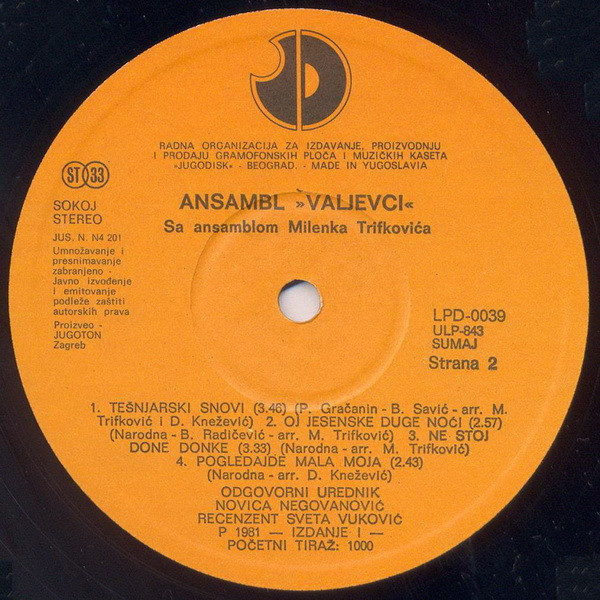 RADNA ORGANIZACIJA ZA IZDAVANJE, PROIZVODNJU
I PRODAJU GRAMOFONSKIH PLOČA I MUZIČKIH KASETA
»JUGODISK« - BEOGRAD. - MADE IN YUGOSLAVIA
ST 33
SOKOJ
STEREO
JUS. N. N4 201
Umnožavanje i
presnimavanje
zabranjeno -
Javno izvođenje
i emitovanje
podleže zaštiti
autorskih prava
Proizveo -
JUGOTON
Zagreb
ANSAMBL »VALJEVCI«
Sa ansamblom Milenka Trifkovića
LPD-0039
ULP-843
SUMAJ
Strana 2
1. TEŠNJARSKI SNOVI (3.46) (P. Gračanin - B. Savić - arr. M.
Trifković i D. Knežević) 2. OJ JESENSKE DUGE NOĆI (2.57)
(Narodna - B. Radičević - arr. M. Trifković) 3. NE STOJ
DONE DONKE (3.33) (Narodna - arr. M. Trifković)
4. POGLEDAJDE MALA MOJA (2.43)
(Narodna - arr. D. Knežević)
ODGOVORNI UREDNIK
NOVICA NEGOVANOVIĆ
RECENZENT SVETA VUKOVIĆ
P 1981 — IZDANJE I —
POČETNI TIRAŽ: 1000